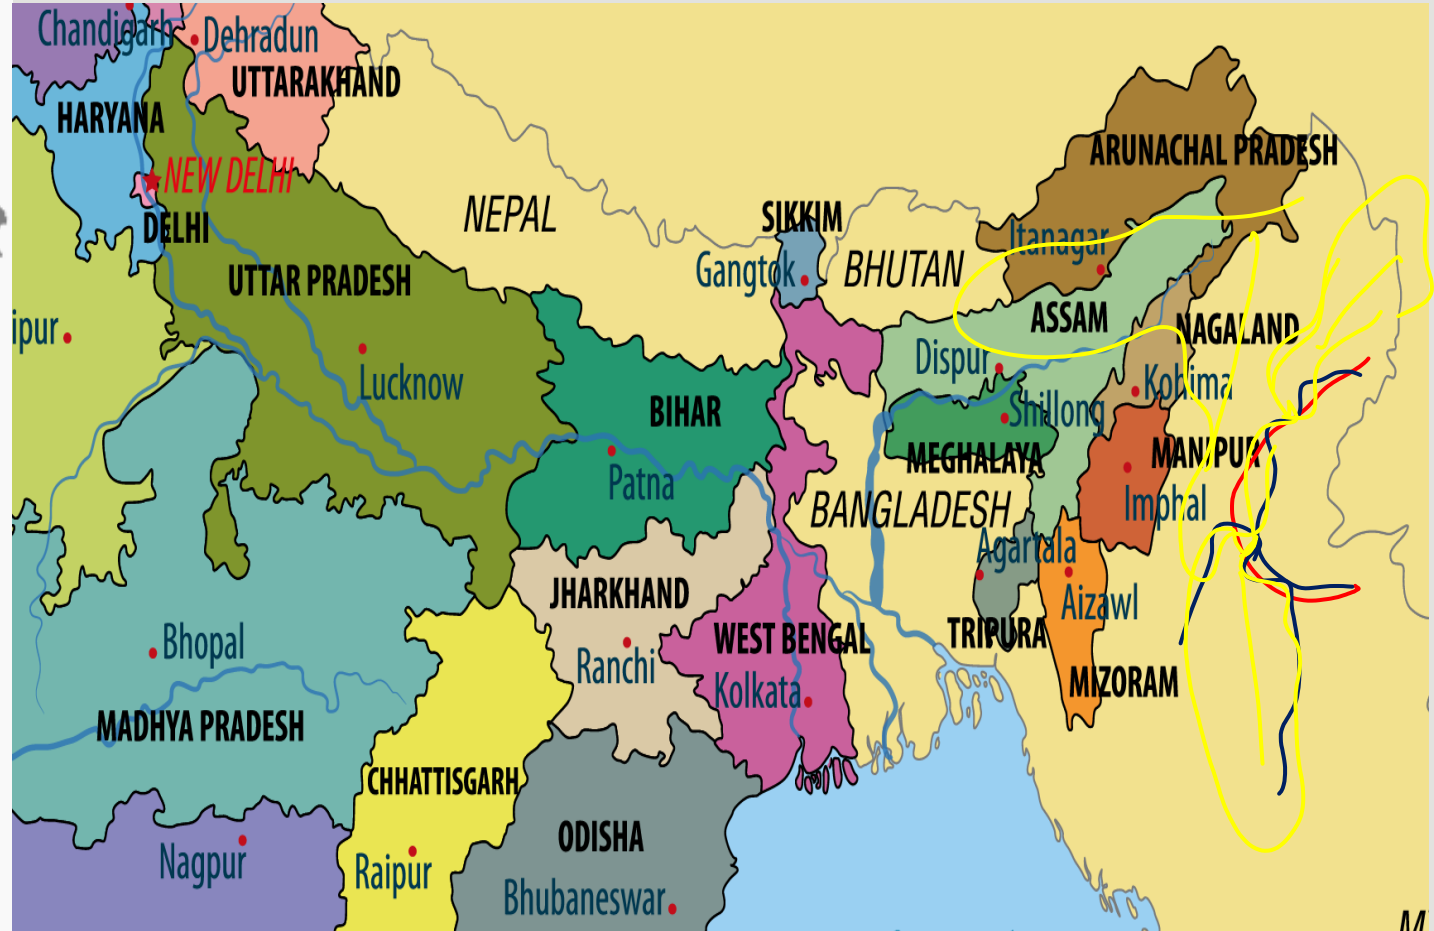 Chandigarh
Dehradun
UTTARAKHAND
HARYANA
ARUNACHAL PRADESH
NEW DELHI
NEPAL
SIKKIM
DELHI
Itanagar
UTTAR PRADESH
Gangtok
BHUTAN
ASSAM
NAGALAND
ipur
Dispur
Lucknow
Kohima
BIHAR
Shillong
MEGHALAYA
MANIPUR
Patna
BANGLADESH
Imphal
Agartala
JHARKHAND
Aizawl
Bhopal
WEST BENGAL
TRIPURA
Ranchi
Kolkata
MIZORAM
MADHYA PRADESH
CHHATTISGARH
ODISHA
Nagpur
Raipur
Bhubaneswar